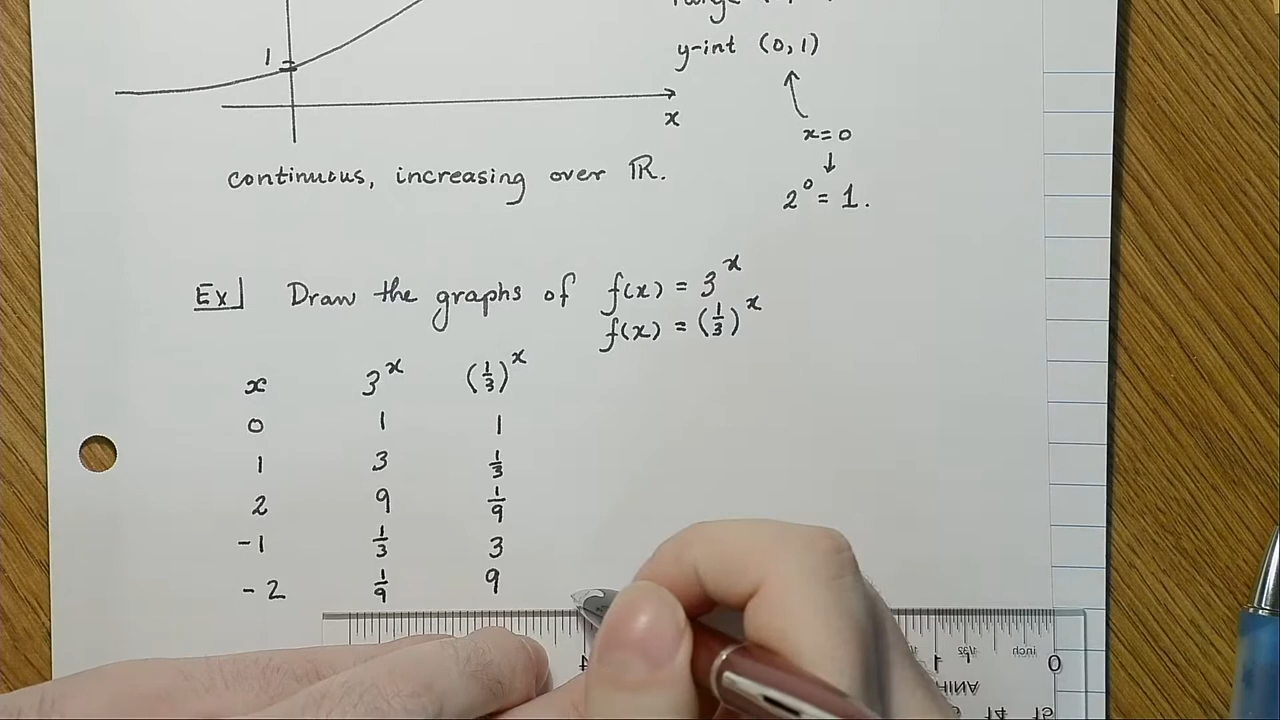 1
y-int (0,1)
x
x=0
↓
continuous, increasing over ℝ.
2⁰ = 1.
Ex| Draw the graphs of f(x) = 3ˣ
f(x) = (1/3)ˣ
x 3ˣ (1/3)ˣ
0 1 1
1 3 1/3
2 9 1/9
-1 1/3 3
-2 1/9 9
inch
0